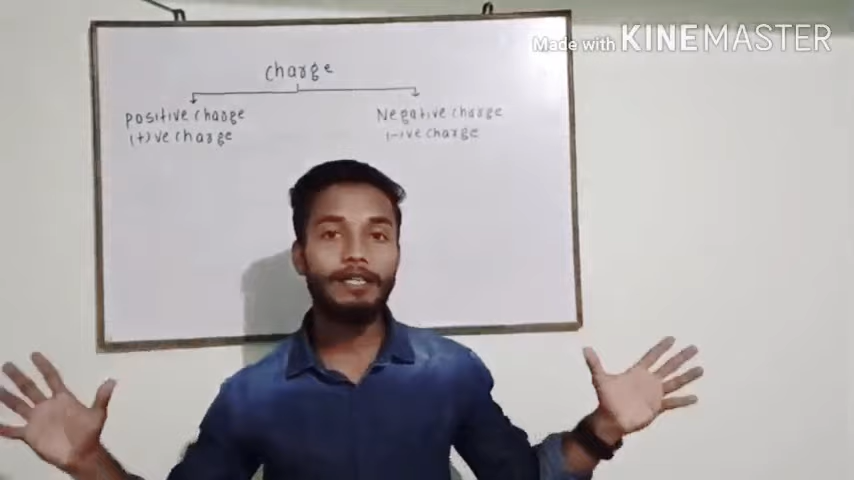 Made with KINEMASTER
charge
positive charge
(+)ve charge
Negative charge
(-)ve charge